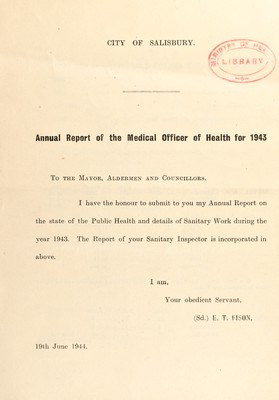 CITY OF SALISBURY.
MINISTRY OF HEALTH
LIBRARY
Annual Report of the Medical Officer of Health for 1943
To the Mayor, Aldermen and Councillors.
I have the honour to submit to you my Annual Report on
the state of the Public Health and details of Sanitary Work during the
year 1943. The Report of your Sanitary Inspector is incorporated in
above.
I am,
Your obedient Servant,
(Sd.) E. T. FISON,
19th June 1944.